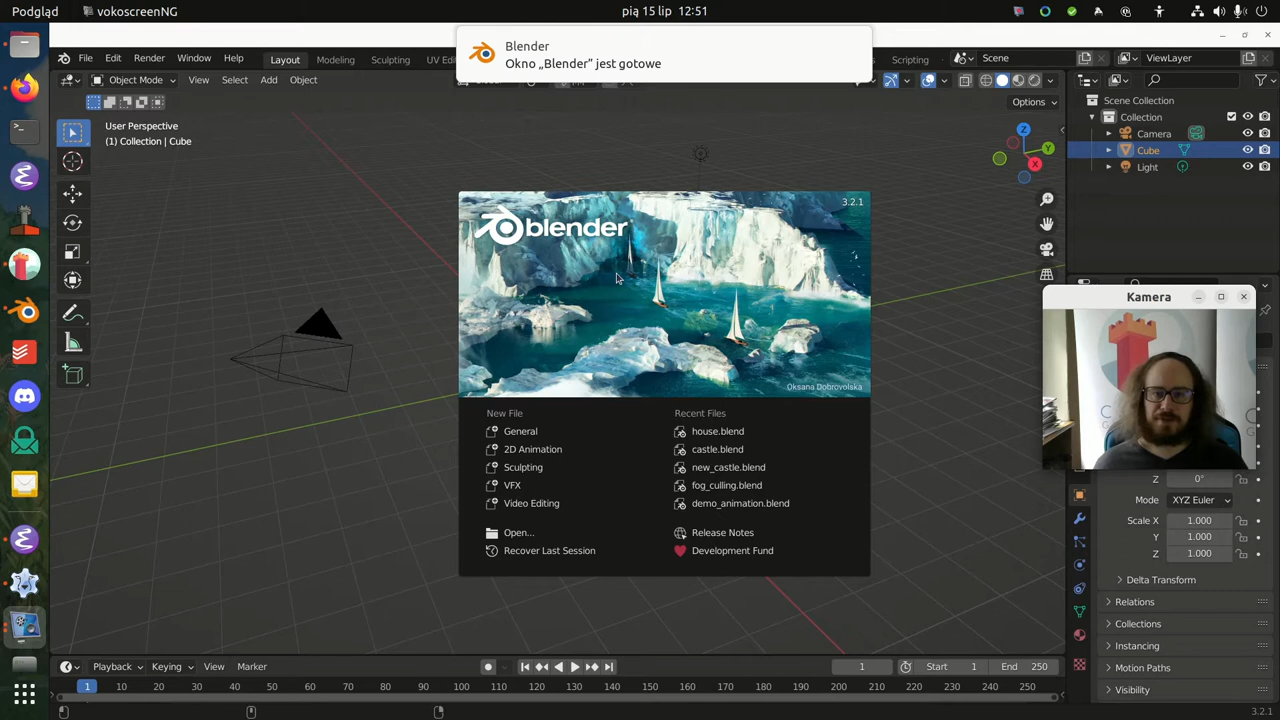 Podgląd
vokoscreenNG
pią 15 lip 12:51
Blender
Okno „Blender” jest gotowe
File Edit Render Window Help
Layout Modeling Sculpting UV Edi
Scripting
Scene
ViewLayer
Object Mode
View Select Add Object
Options
User Perspective
(1) Collection | Cube
Z
Y
X
Scene Collection
Collection
Camera
Cube
Light
blender
3.2.1
Oksana Dobrovolska
New File
General
2D Animation
Sculpting
VFX
Video Editing
Open...
Recover Last Session
Recent Files
house.blend
castle.blend
new_castle.blend
fog_culling.blend
demo_animation.blend
Release Notes
Development Fund
Kamera
Z 0°
Mode XYZ Euler
Scale X 1.000
Y 1.000
Z 1.000
Delta Transform
Relations
Collections
Instancing
Motion Paths
Visibility
Playback Keying View Marker
1
Start 1
End 250
1 10 20 30 40 50 60 70 80 90 100 110 120 130 140 150 160 170 180 190 200 210 220 230 240 250
3.2.1